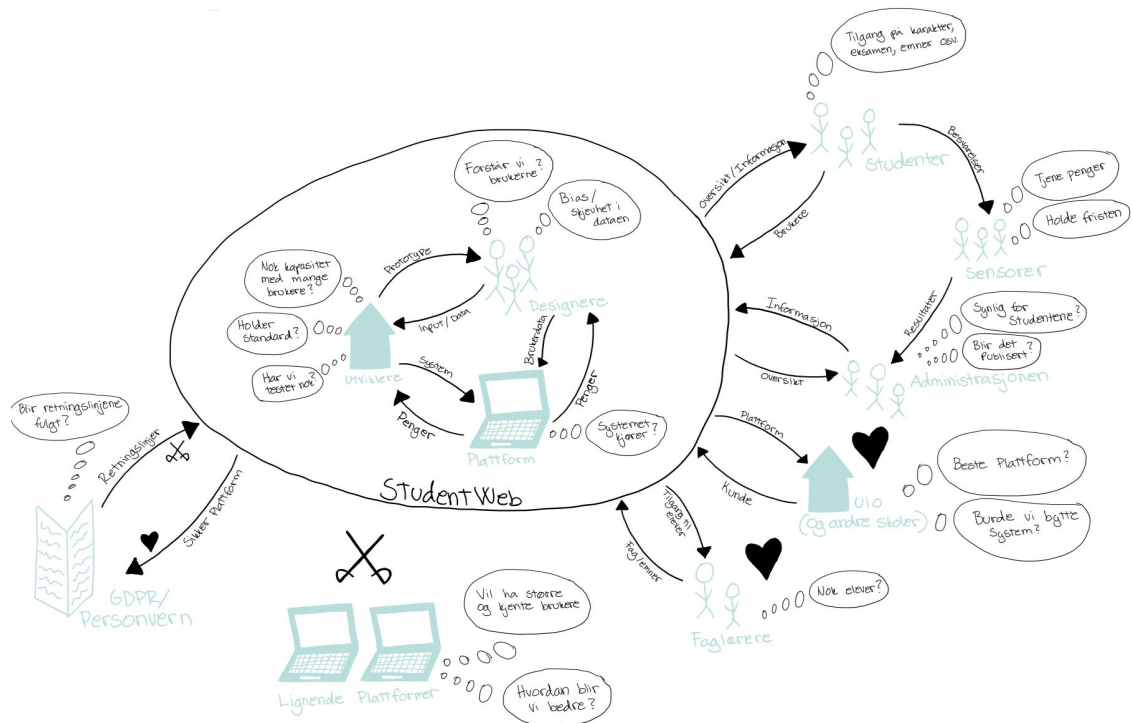 Tilgang på karakter,
eksamen, emner osv.
Studenter
Besvarelser
Oversikt/Informasjon
Brukere
Tjene penger
Holde fristen
Sensorer
Resultater
Synlig for
Studentene?
Blir det
Publisert?
Administrasjonen
Informasjon
Oversikt
Forstår vi
brukerne?
Bias/
skjevhet i
dataen
Designere
Prototype
Input/Data
Nok kapasitet
med mange
brukere?
Holder
standard?
Har vi
testet nok?
Utviklere
System
Penger
Brukerdata
Penger
Plattform
Systemet
kjører?
StudentWeb
Blir retningslinjene
fulgt?
Retningslinjer
Sikker Plattform
GDPR/
Personvern
Plattform
Kunde
UiO
(og andre skoler)
Beste Plattform?
Burde vi bytte
System?
Tilgang til
elever
Fag/emner
Faglærere
Nok elever?
Vil ha større
og kjente brukere
Hvordan blir
vi bedre?
Lignende Plattformer